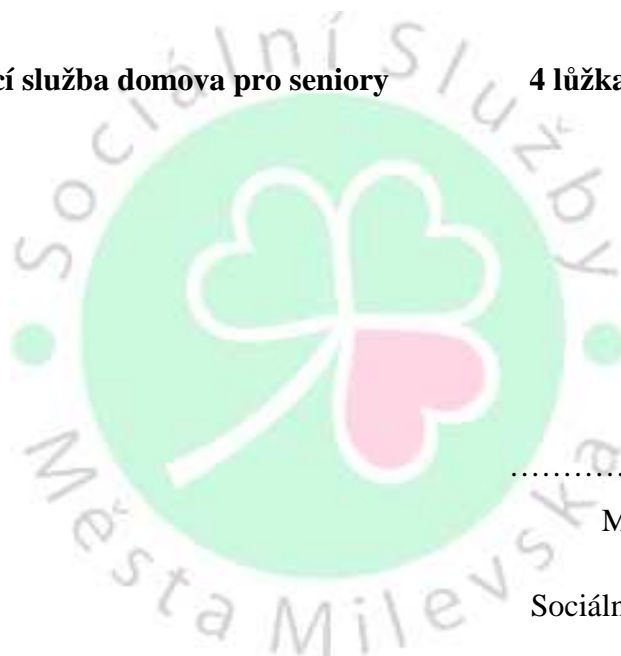 Sociální Služby
cí služba domova pro seniory 4 lůžka
…………
M
Sociáln
Města Milevska